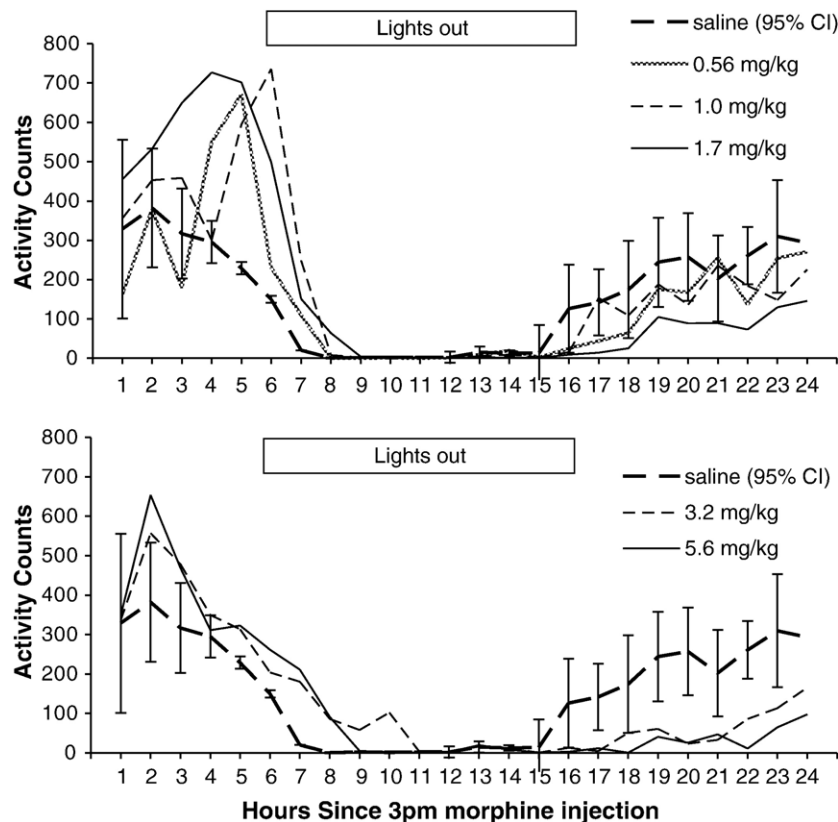 Lights out
saline (95% CI)
0.56 mg/kg
1.0 mg/kg
1.7 mg/kg
Activity Counts
800
700
600
500
400
300
200
100
0
1 2 3 4 5 6 7 8 9 10 11 12 13 14 15 16 17 18 19 20 21 22 23 24
Lights out
saline (95% CI)
3.2 mg/kg
5.6 mg/kg
Activity Counts
800
700
600
500
400
300
200
100
0
1 2 3 4 5 6 7 8 9 10 11 12 13 14 15 16 17 18 19 20 21 22 23 24
Hours Since 3pm morphine injection